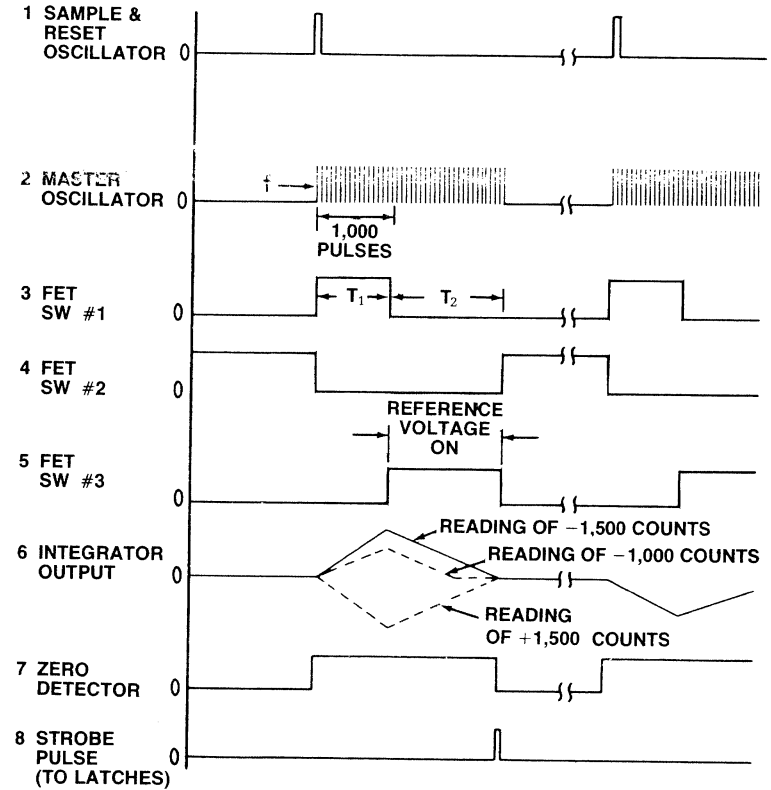 1 SAMPLE &
RESET
OSCILLATOR 0
2 MASTER
OSCILLATOR 0
f
1,000
PULSES
3 FET
SW #1
0
T1
T2
4 FET
SW #2
0
REFERENCE
VOLTAGE
ON
5 FET
SW #3
0
READING OF −1,500 COUNTS
6 INTEGRATOR
OUTPUT
0
READING OF −1,000 COUNTS
READING
OF +1,500 COUNTS
7 ZERO
DETECTOR 0
8 STROBE
PULSE
(TO LATCHES)
0